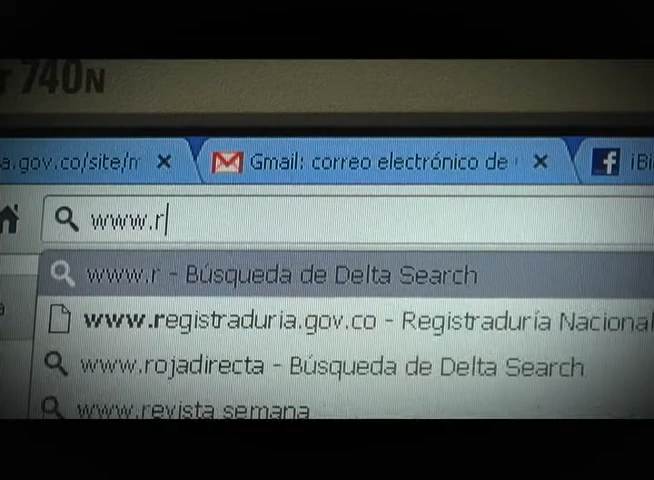 r 740N
a.gov.co/site/m × Gmail: correo electrónico de × f iBi
www.r
www.r - Búsqueda de Delta Search
www.registraduria.gov.co - Registraduría Nacional
www.rojadirecta - Búsqueda de Delta Search
www.revista semana